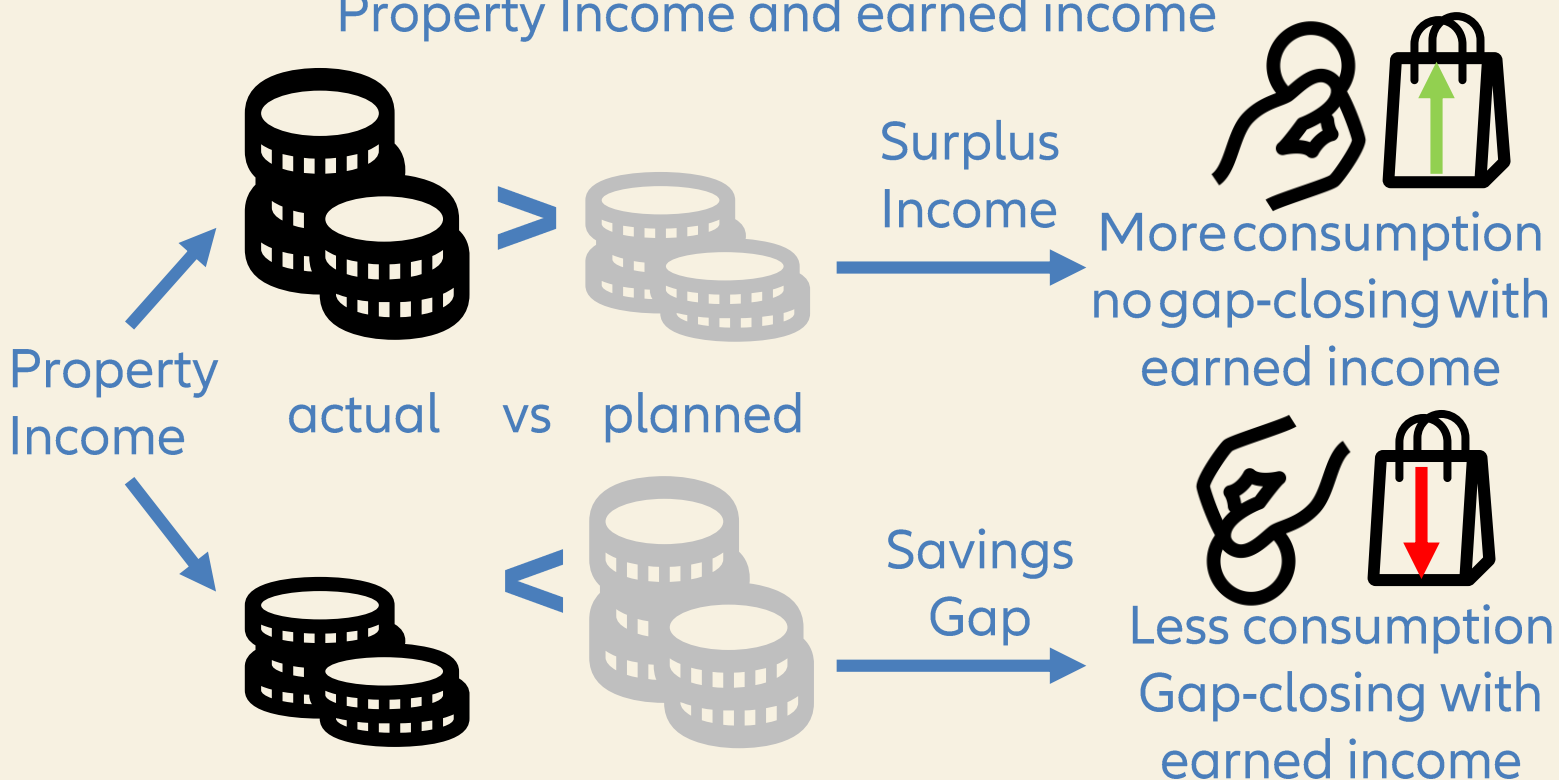 Property Income and earned income
Surplus
Income
>
More consumption
no gap-closing with
earned income
Property
Income
actual vs planned
<
Savings
Gap
Less consumption
Gap-closing with
earned income